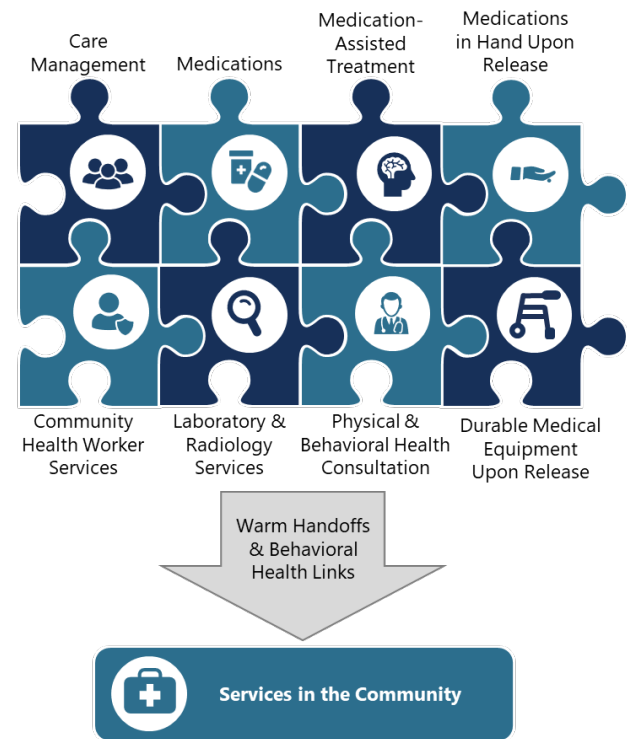 Care
Management
Medications
Medication-
Assisted
Treatment
Medications
in Hand Upon
Release
Community
Health Worker
Services
Laboratory &
Radiology
Services
Physical &
Behavioral Health
Consultation
Durable Medical
Equipment
Upon Release
Warm Handoffs
& Behavioral
Health Links
Services in the Community